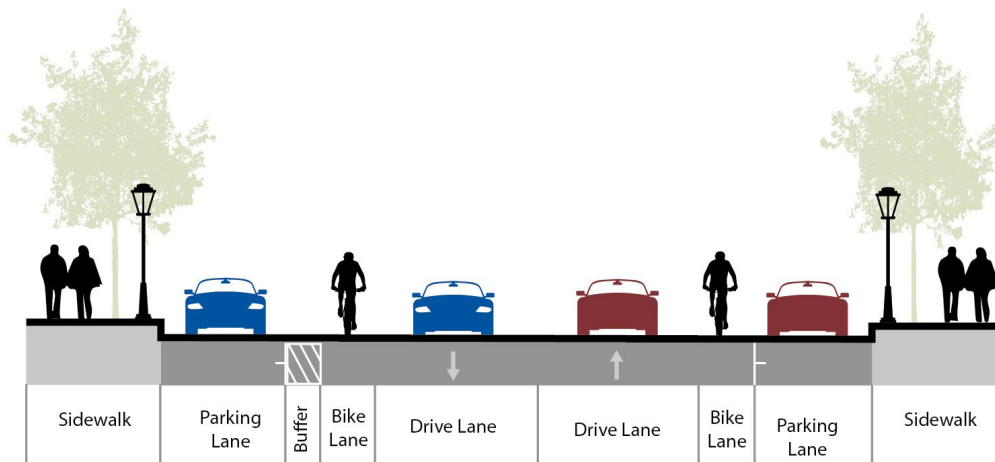 Sidewalk
Parking
Lane
Buffer
Bike
Lane
Drive Lane
Drive Lane
Bike
Lane
Parking
Lane
Sidewalk